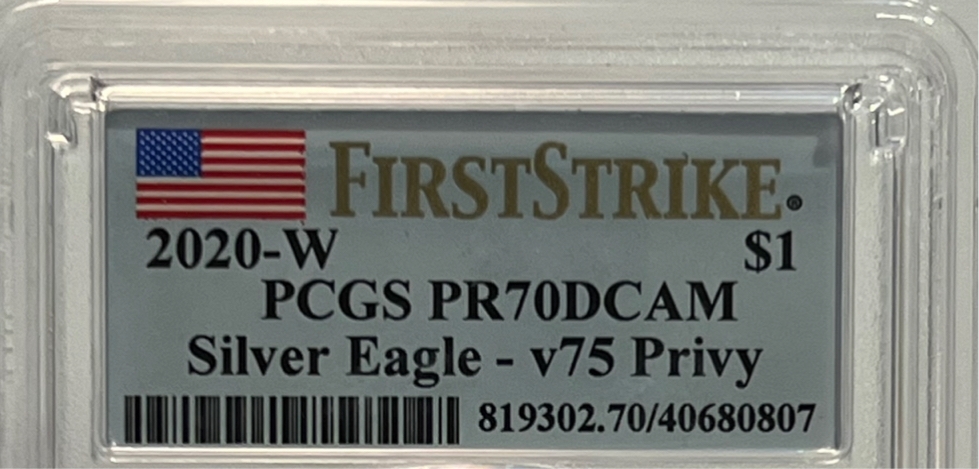 FIRSTSTRIKE®
2020-W $1
PCGS PR70DCAM
Silver Eagle - v75 Privy
819302.70/40680807